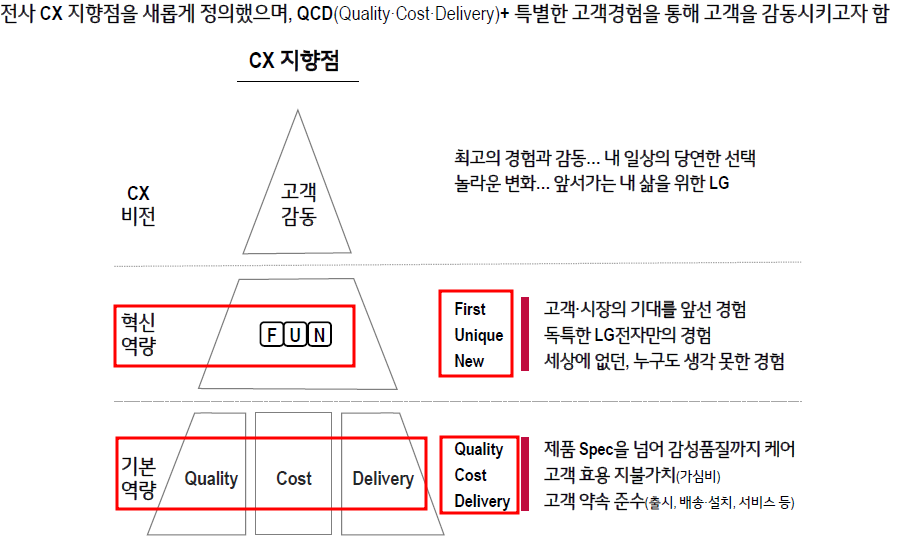 전사 CX 지향점을 새롭게 정의했으며, QCD(Quality·Cost·Delivery)+ 특별한 고객경험을 통해 고객을 감동시키고자 함
CX 지향점
CX
비전
고객
감동
최고의 경험과 감동... 내 일상의 당연한 선택
놀라운 변화... 앞서가는 내 삶을 위한 LG
혁신
역량
F U N
First 고객·시장의 기대를 앞선 경험
Unique 독특한 LG전자만의 경험
New 세상에 없던, 누구도 생각 못한 경험
기본
역량
Quality Cost Delivery
Quality 제품 Spec을 넘어 감성품질까지 케어
Cost 고객 효용 지불가치(가심비)
Delivery 고객 약속 준수(출시, 배송·설치, 서비스 등)